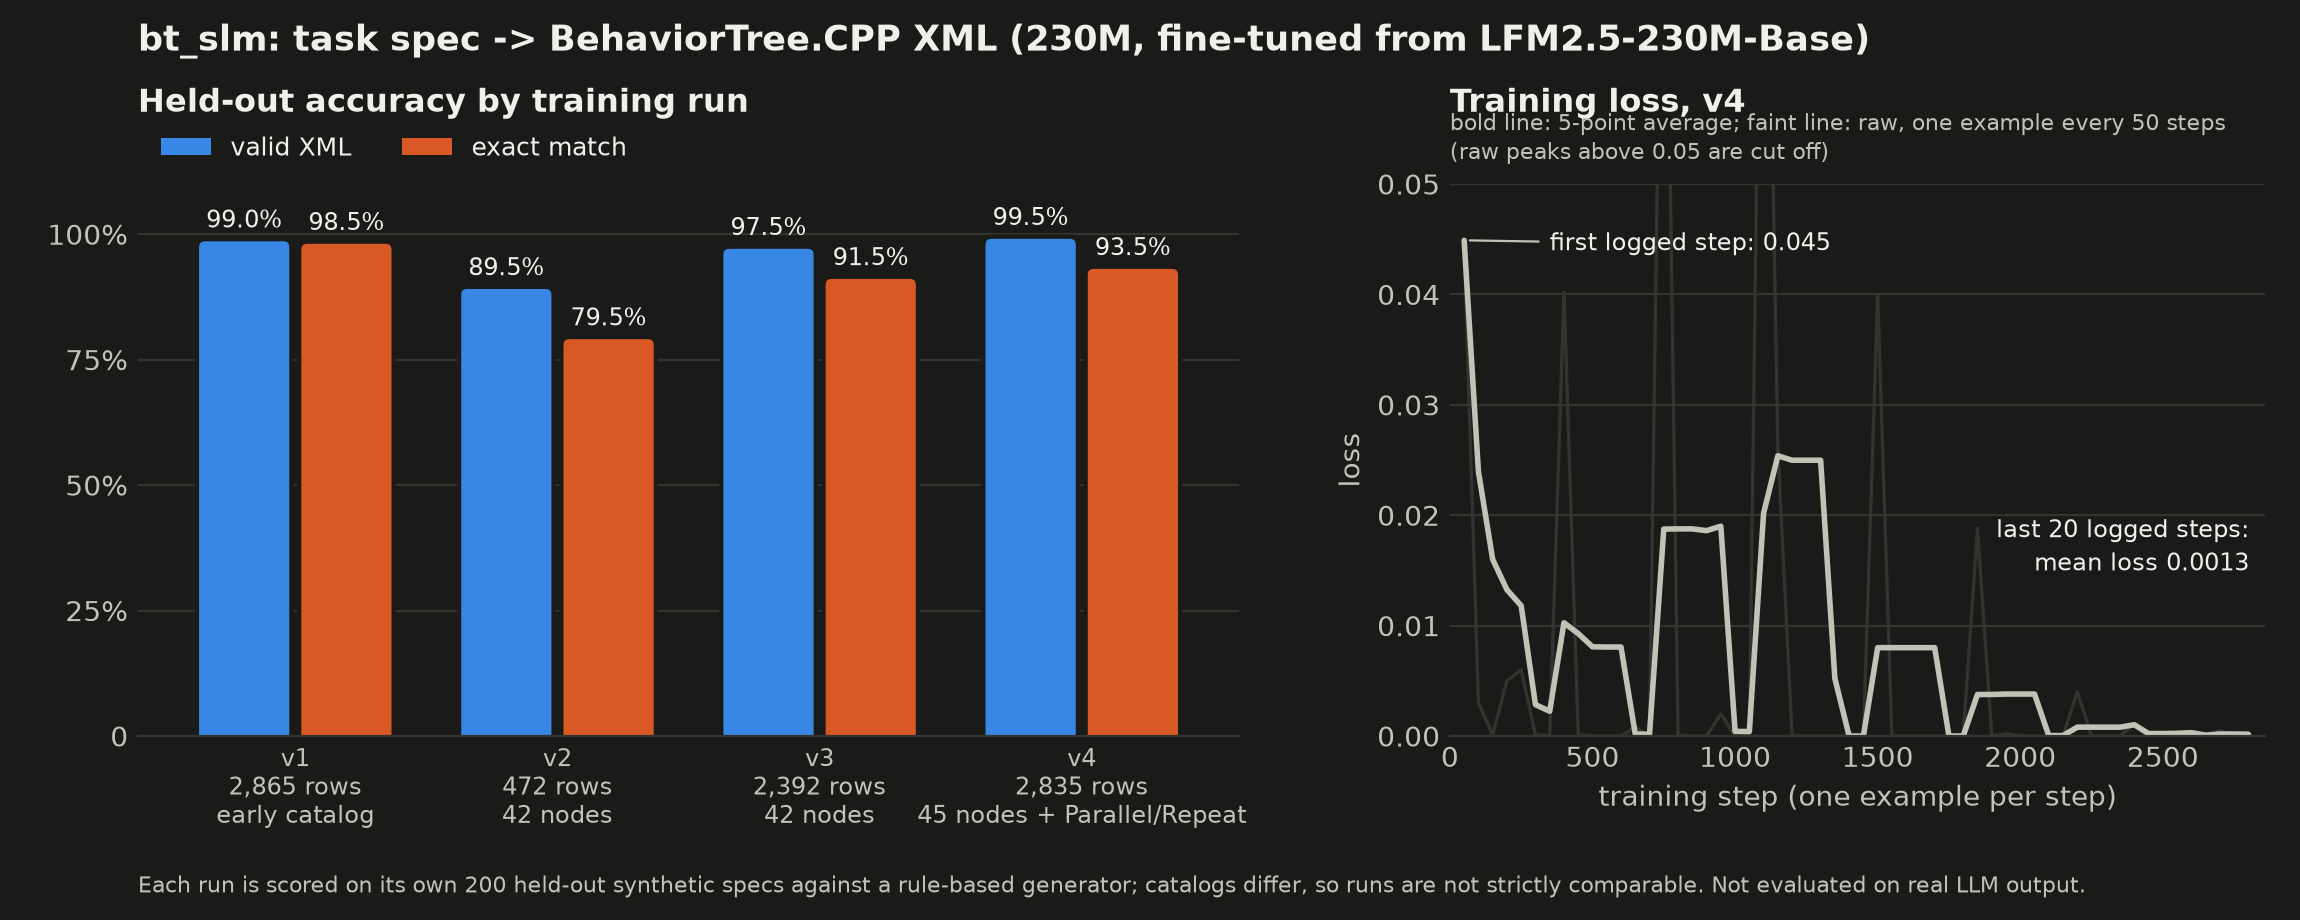 bt_slm: task spec -> BehaviorTree.CPP XML (230M, fine-tuned from LFM2.5-230M-Base)
Held-out accuracy by training run
valid XML
exact match
100%
75%
50%
25%
0
99.0%
98.5%
89.5%
79.5%
97.5%
91.5%
99.5%
93.5%
v1
2,865 rows
early catalog
v2
472 rows
42 nodes
v3
2,392 rows
42 nodes
v4
2,835 rows
45 nodes + Parallel/Repeat
Training loss, v4
bold line: 5-point average; faint line: raw, one example every 50 steps
(raw peaks above 0.05 are cut off)
0.05
0.04
0.03
0.02
0.01
0.00
loss
first logged step: 0.045
last 20 logged steps:
mean loss 0.0013
0
500
1000
1500
2000
2500
training step (one example per step)
Each run is scored on its own 200 held-out synthetic specs against a rule-based generator; catalogs differ, so runs are not strictly comparable. Not evaluated on real LLM output.